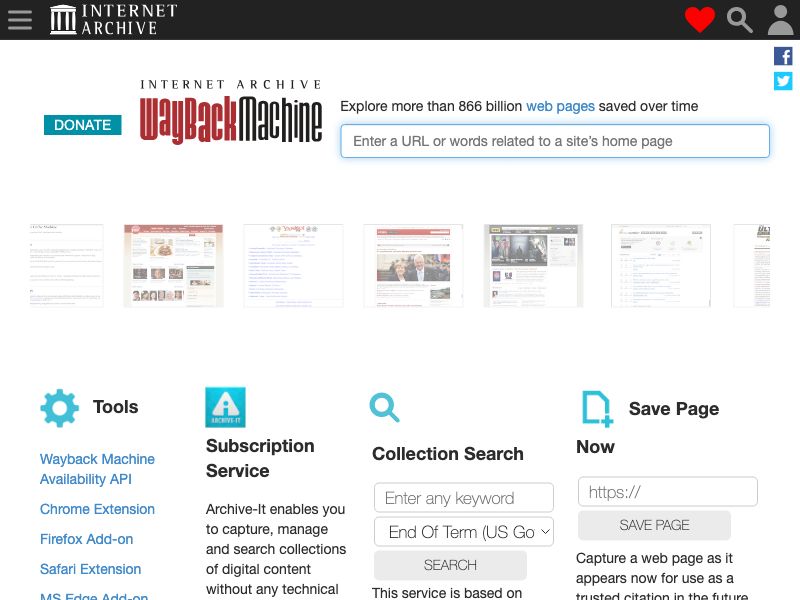 INTERNET
ARCHIVE
INTERNET ARCHIVE
WayBackMachine
DONATE
Explore more than 866 billion web pages saved over time
Enter a URL or words related to a site's home page
Tools
Wayback Machine
Availability API
Chrome Extension
Firefox Add-on
Safari Extension
MS Edge Add-on
ARCHIVE-IT
Subscription
Service
Archive-It enables you
to capture, manage
and search collections
of digital content
without any technical
Collection Search
Enter any keyword
End Of Term (US Go
SEARCH
This service is based on
Save Page
Now
https://
SAVE PAGE
Capture a web page as it
appears now for use as a
trusted citation in the future